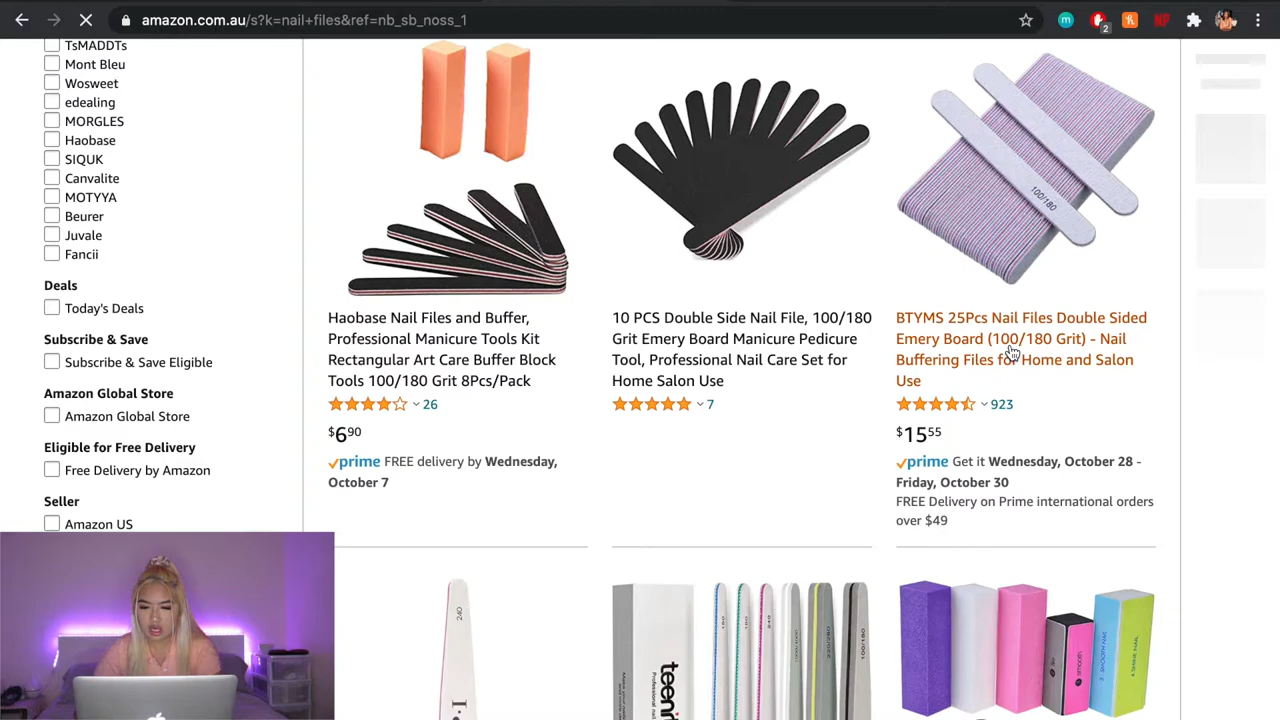 amazon.com.au/s?k=nail+files&ref=nb_sb_noss_1
m
2
NP
TsMADDTs
Mont Bleu
Wosweet
edealing
MORGLES
Haobase
SIQUK
Canvalite
MOTYYA
Beurer
Juvale
Fancii
Deals
Today's Deals
Subscribe & Save
Subscribe & Save Eligible
Amazon Global Store
Amazon Global Store
Eligible for Free Delivery
Free Delivery by Amazon
Seller
Amazon US
Haobase Nail Files and Buffer,
Professional Manicure Tools Kit
Rectangular Art Care Buffer Block
Tools 100/180 Grit 8Pcs/Pack
26
$6 90
prime FREE delivery by Wednesday,
October 7
10 PCS Double Side Nail File, 100/180
Grit Emery Board Manicure Pedicure
Tool, Professional Nail Care Set for
Home Salon Use
7
100/180
BTYMS 25Pcs Nail Files Double Sided
Emery Board (100/180 Grit) - Nail
Buffering Files for Home and Salon
Use
923
$15 55
prime Get it Wednesday, October 28 -
Friday, October 30
FREE Delivery on Prime international orders
over $49
240
180
240
100/180